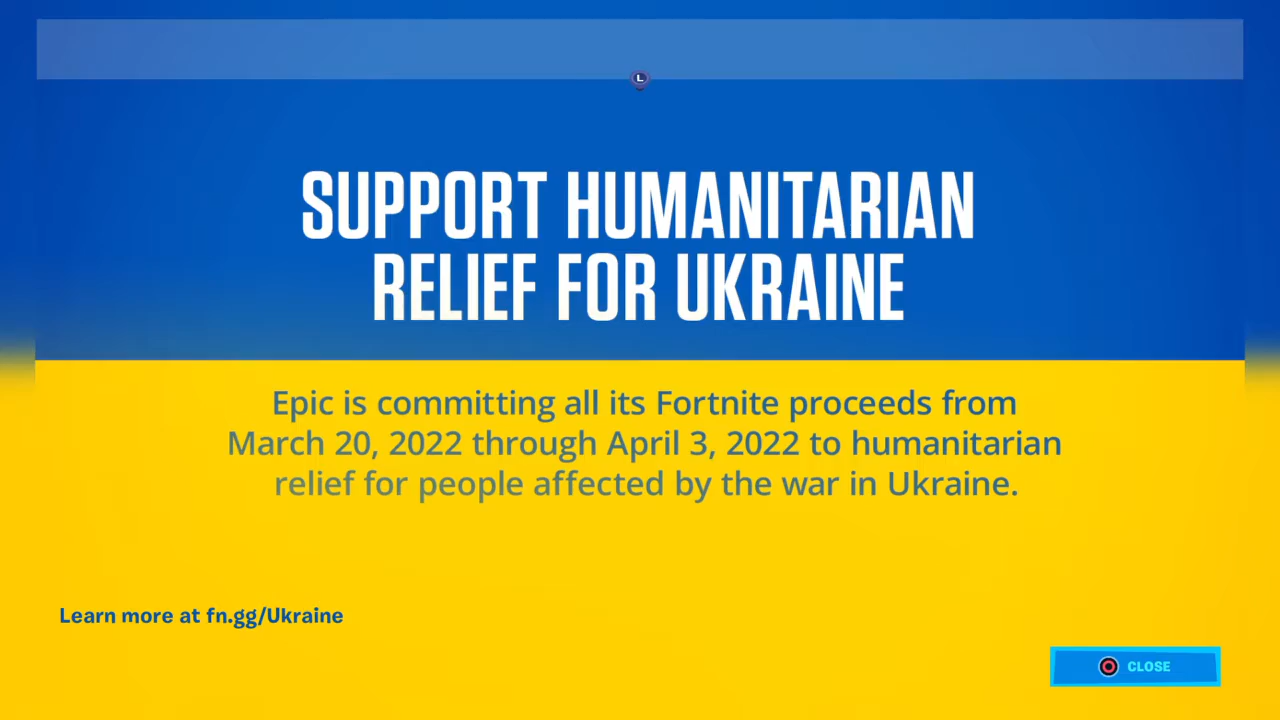 L
SUPPORT HUMANITARIAN
RELIEF FOR UKRAINE
Epic is committing all its Fortnite proceeds from
March 20, 2022 through April 3, 2022 to humanitarian
relief for people affected by the war in Ukraine.
Learn more at fn.gg/Ukraine
CLOSE